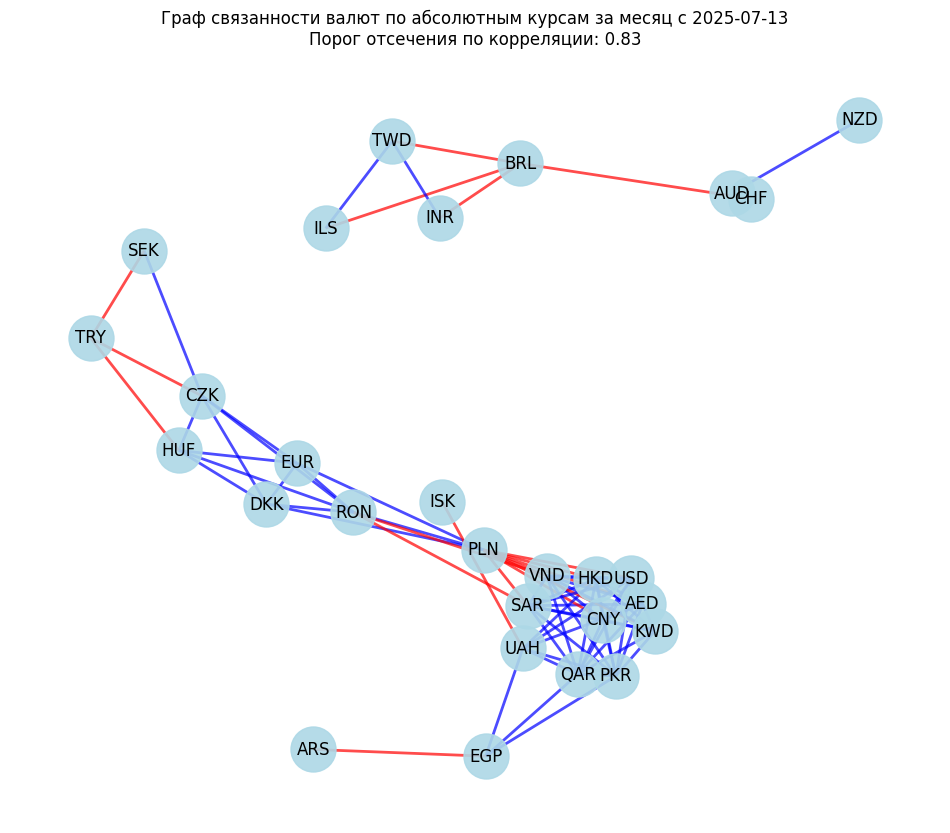 Граф связанности валют по абсолютным курсам за месяц с 2025-07-13
Порог отсечения по корреляции: 0.83
NZD
TWD
BRL
AUD
CHF
INR
ILS
SEK
TRY
CZK
HUF
EUR
ISK
DKK
RON
PLN
VND
HKD
USD
SAR
AED
CNY
KWD
UAH
QAR
PKR
ARS
EGP